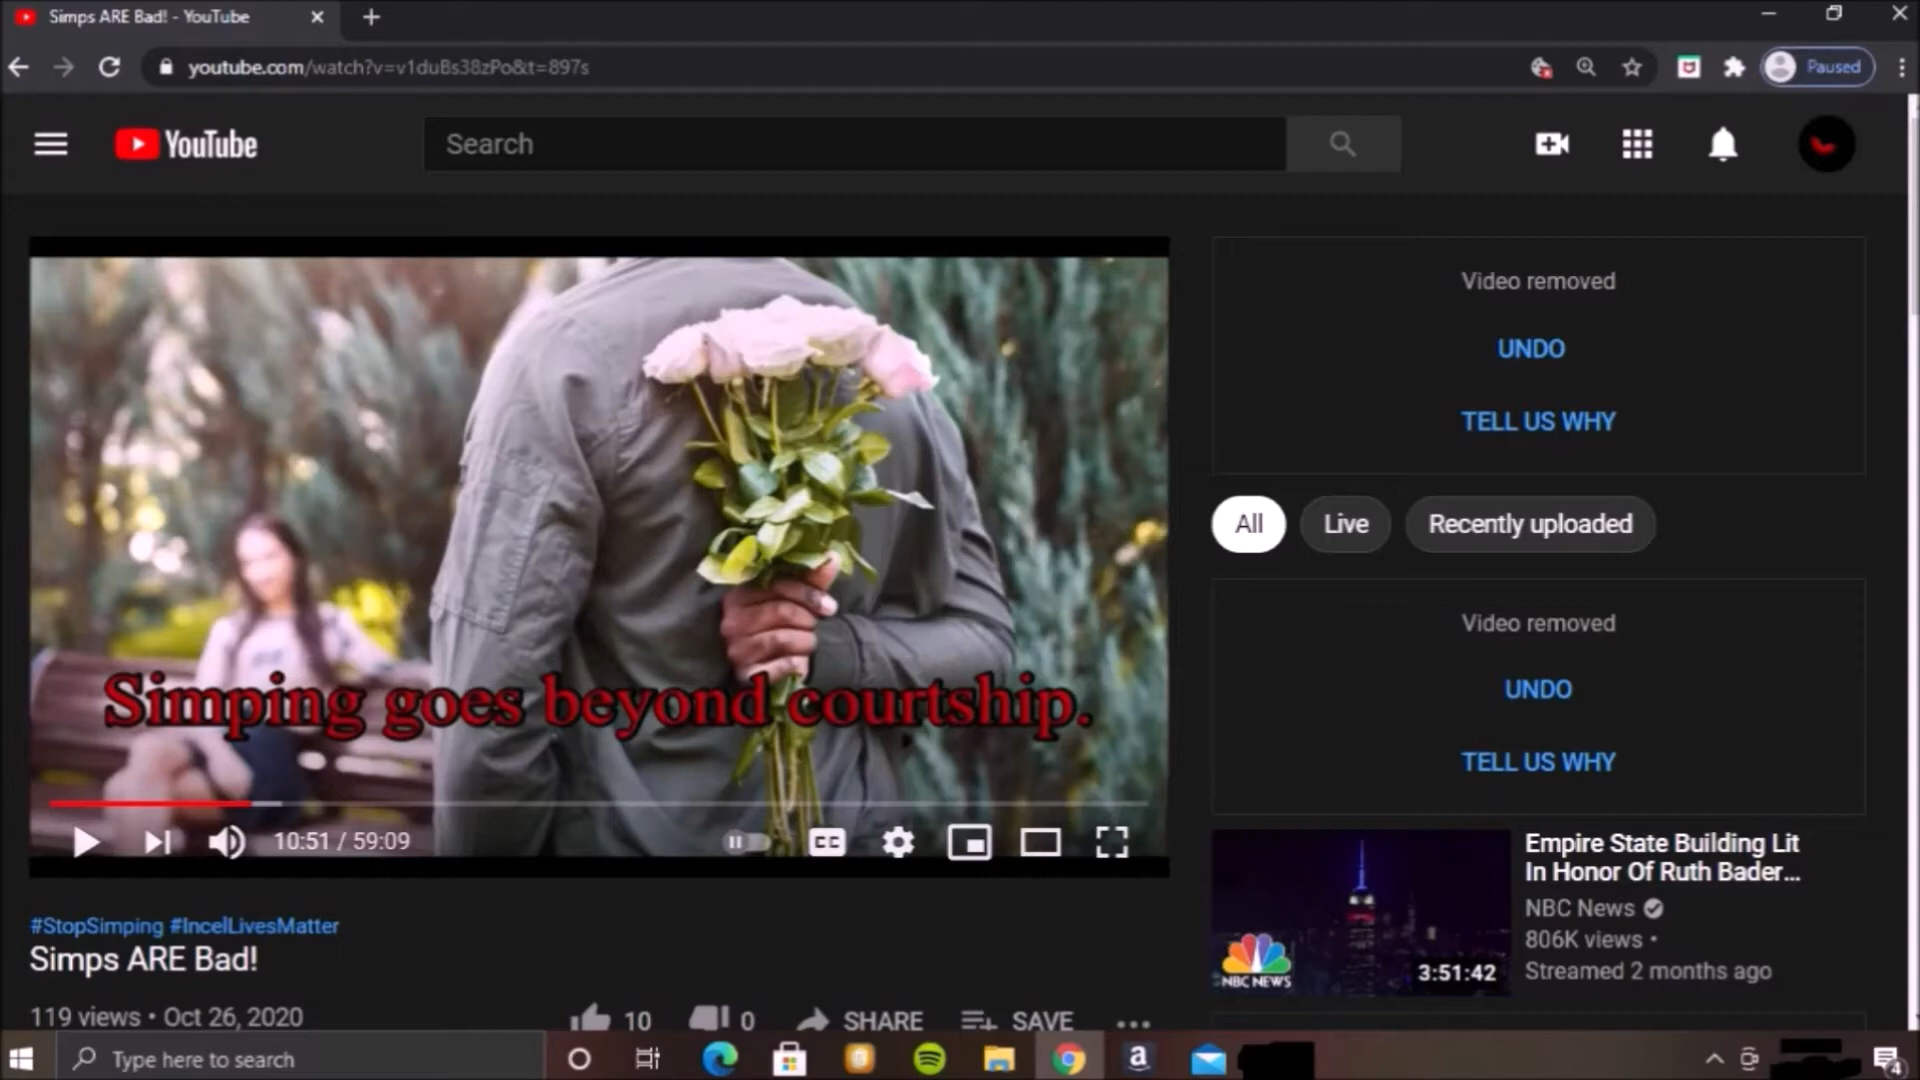 Simps ARE Bad! - YouTube
youtube.com/watch?v=v1duBs38zPo&t=897s
Paused
YouTube
Search
Simping goes beyond courtship.
10:51 / 59:09
CC
#StopSimping #IncelLivesMatter
Simps ARE Bad!
119 views • Oct 26, 2020
10
0
SHARE
SAVE
Video removed
UNDO
TELL US WHY
All
Live
Recently uploaded
Video removed
UNDO
TELL US WHY
NBC NEWS
3:51:42
Empire State Building Lit
In Honor Of Ruth Bader...
NBC News
806K views •
Streamed 2 months ago
Type here to search
a
4